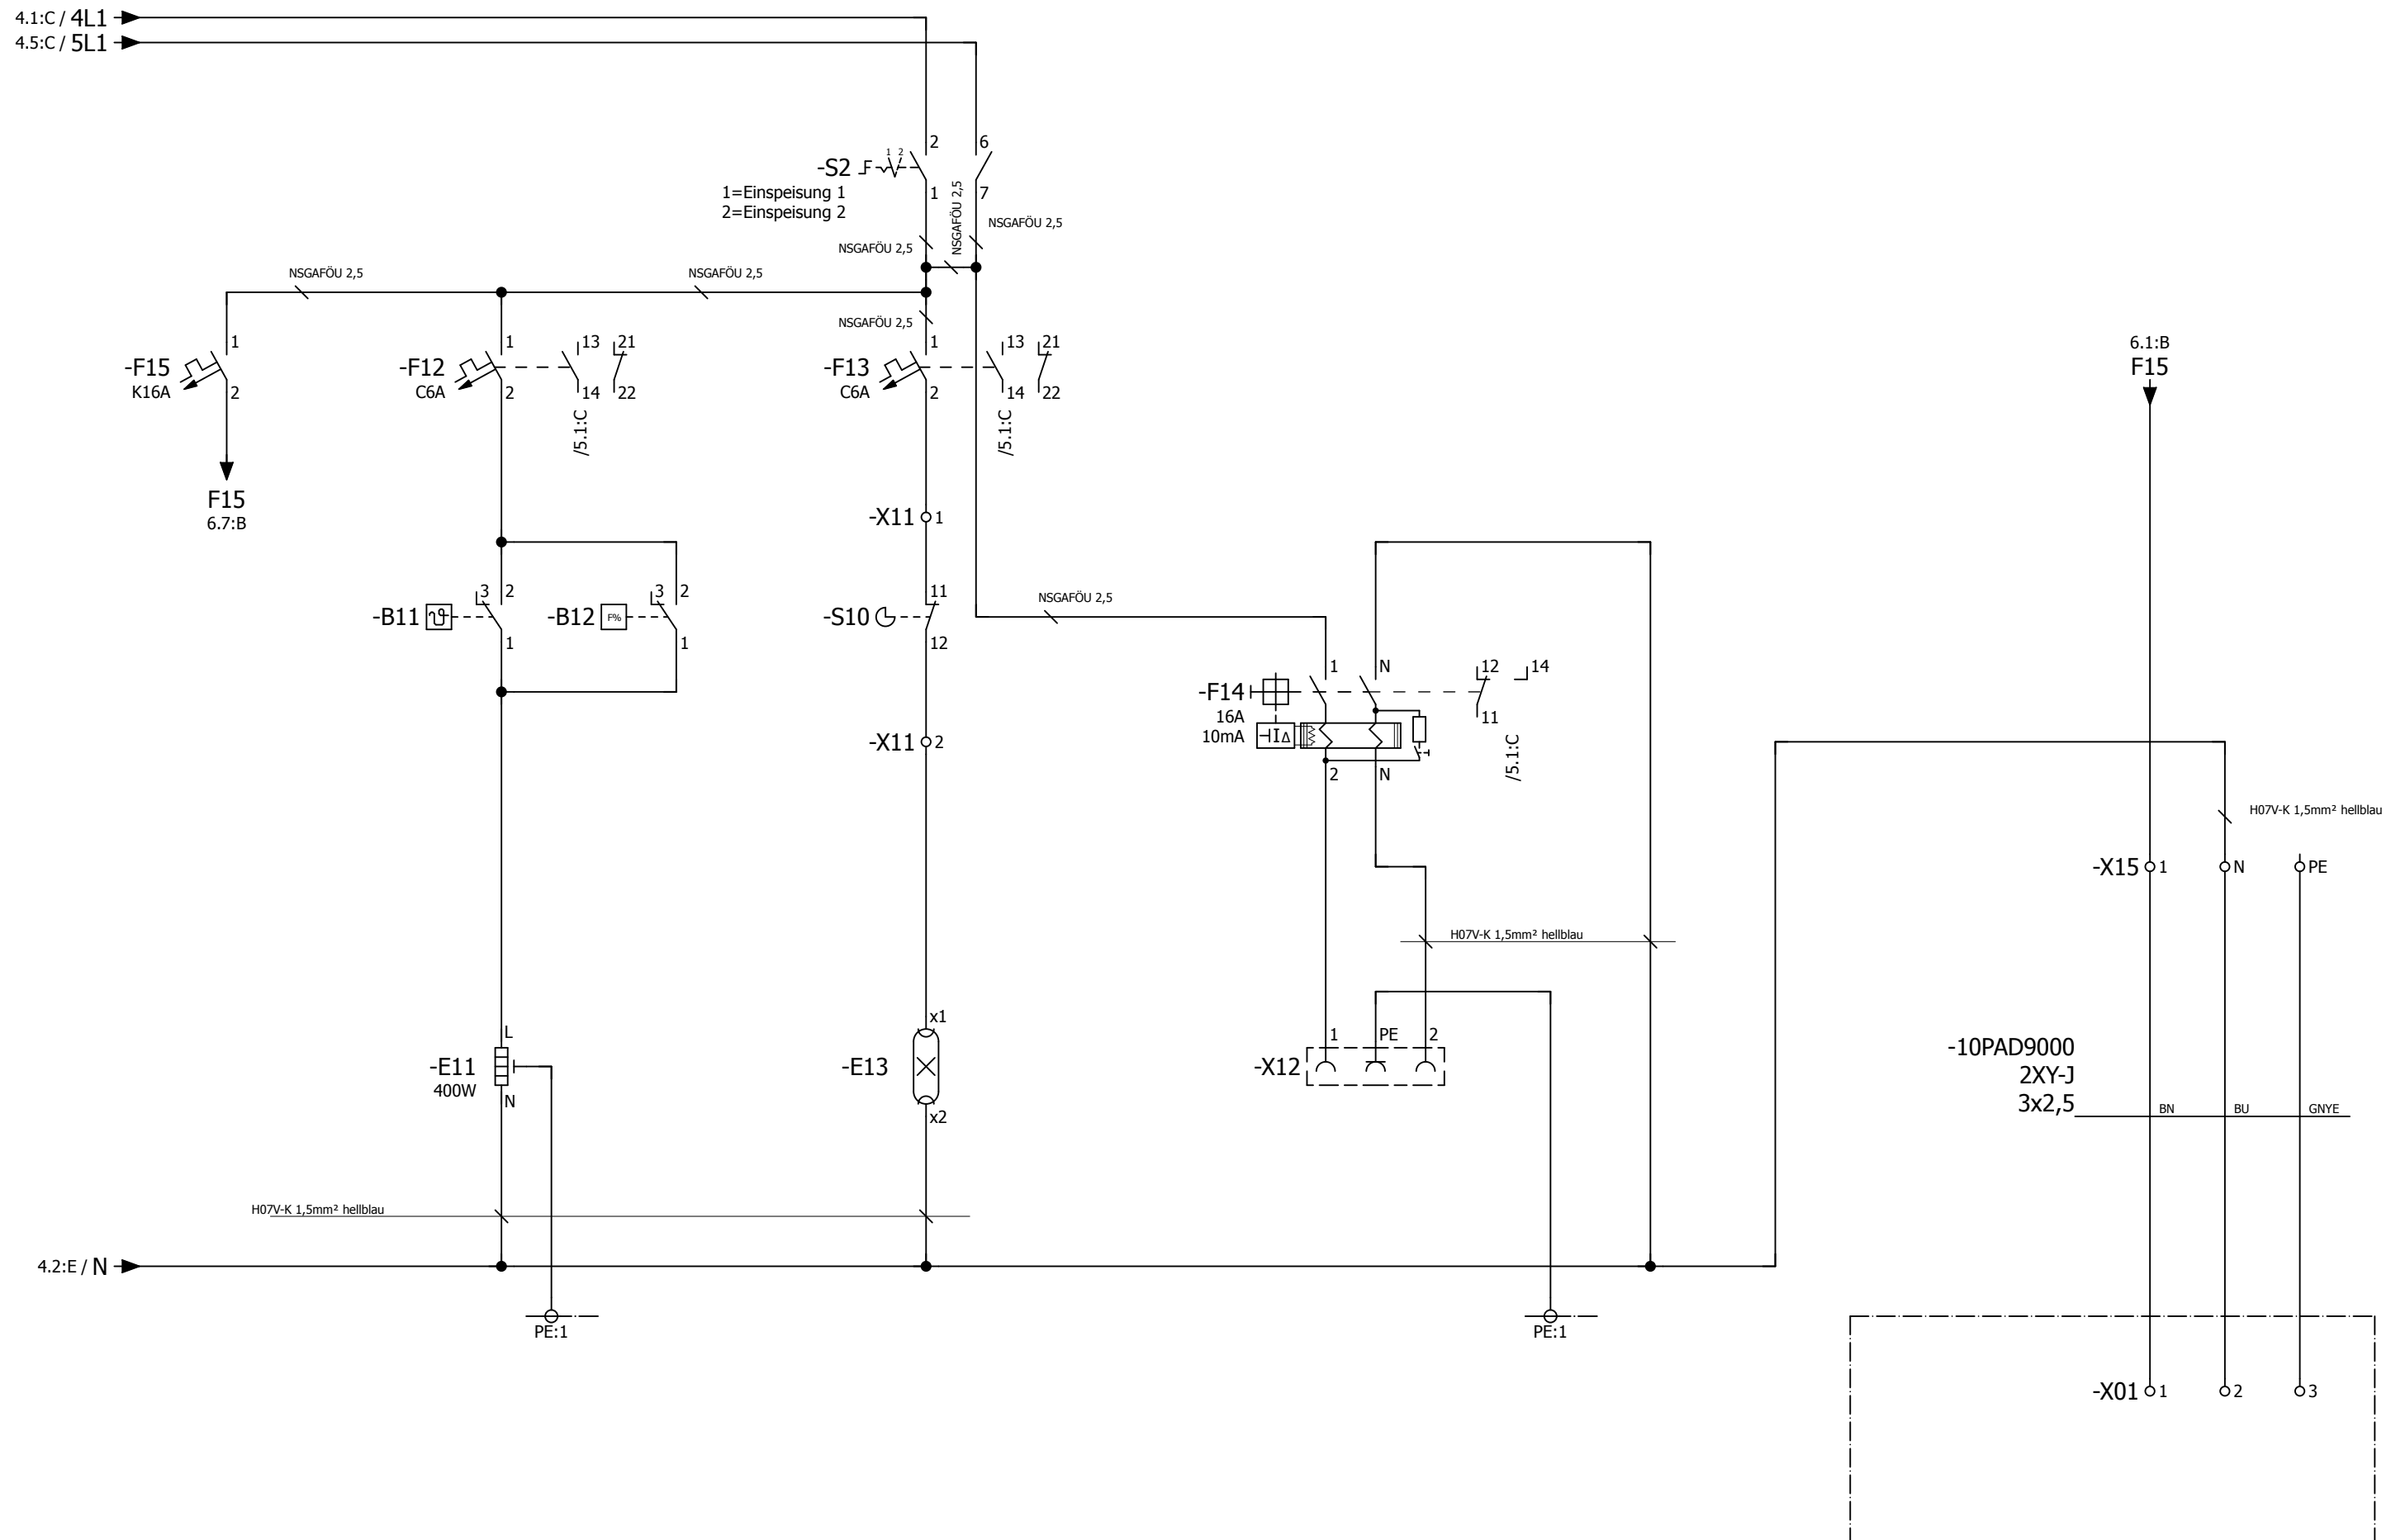 4.1:C / 4L1
4.5:C / 5L1
2
6
1 2
-S2
1
7
1=Einspeisung 1
2=Einspeisung 2
NSGAFÖU 2,5
NSGAFÖU 2,5
NSGAFÖU 2,5
NSGAFÖU 2,5
NSGAFÖU 2,5
NSGAFÖU 2,5
1
-F15
K16A
2
F15
6.7:B
1
13
21
-F12
C6A
2
14
22
/5.1:C
1
13
21
-F13
C6A
2
14
22
/5.1:C
6.1:B
F15
-X11
1
3
2
-B11
1
3
2
-B12
F%
1
11
-S10
12
NSGAFÖU 2,5
1
N
12
14
-F14
16A
10mA
I Δ
11
2
N
/5.1:C
-X11
2
H07V-K 1,5mm² hellblau
-X15
1
N
PE
H07V-K 1,5mm² hellblau
L
-E11
400W
N
x1
-E13
x2
1
PE
2
-X12
-10PAD9000
2XY-J
3x2,5
BN
BU
GNYE
H07V-K 1,5mm² hellblau
4.2:E / N
PE:1
PE:1
-X01
1
2
3